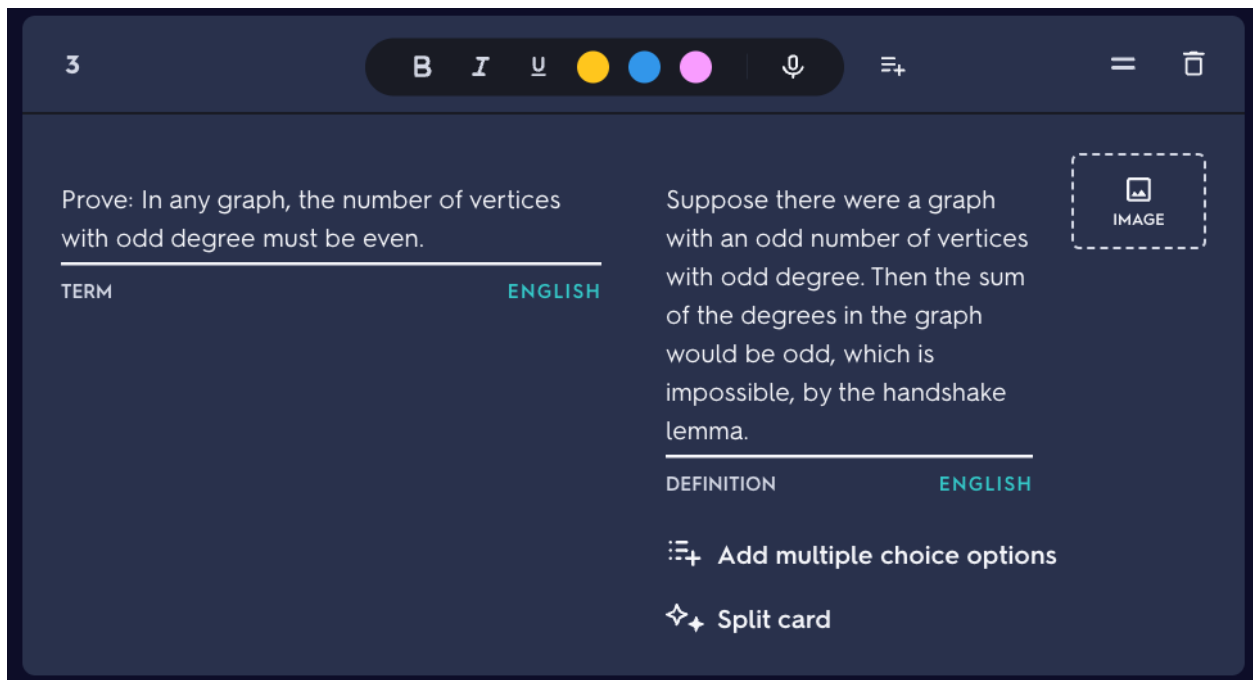 3
B I U
Prove: In any graph, the number of vertices
with odd degree must be even.
TERM ENGLISH
Suppose there were a graph
with an odd number of vertices
with odd degree. Then the sum
of the degrees in the graph
would be odd, which is
impossible, by the handshake
lemma.
DEFINITION ENGLISH
IMAGE
Add multiple choice options
Split card